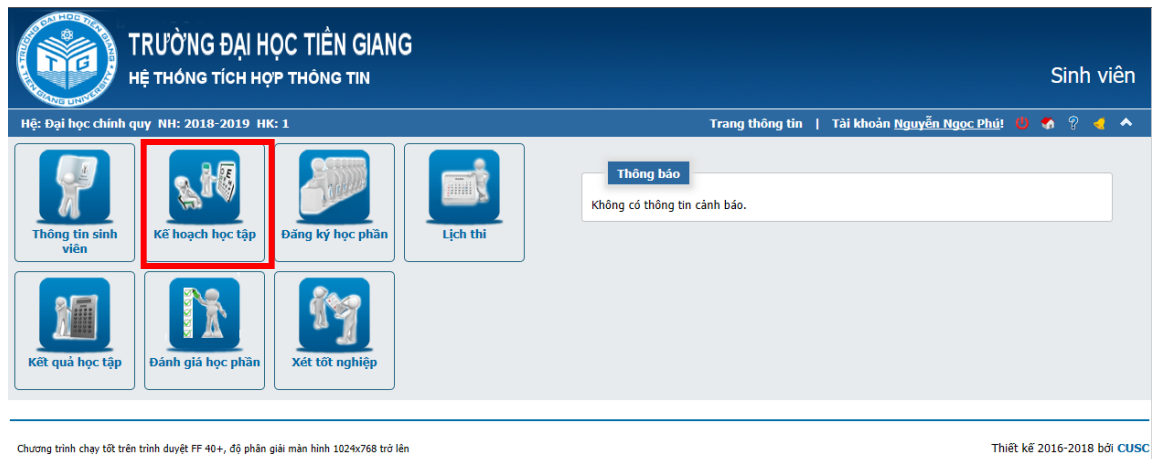 TRƯỜNG ĐẠI HỌC TIỀN GIANG
HỆ THỐNG TÍCH HỢP THÔNG TIN
Sinh viên
Hệ: Đại học chính quy NH: 2018-2019 HK: 1
Trang thông tin | Tài khoản Nguyễn Ngọc Phú!
Thông tin sinh
viên
Kế hoạch học tập
Đăng ký học phần
Lịch thi
Thông báo
Không có thông tin cảnh báo.
Kết quả học tập
Đánh giá học phần
Xét tốt nghiệp
Chương trình chạy tốt trên trình duyệt FF 40+, độ phân giải màn hình 1024x768 trở lên
Thiết kế 2016-2018 bởi CUSC